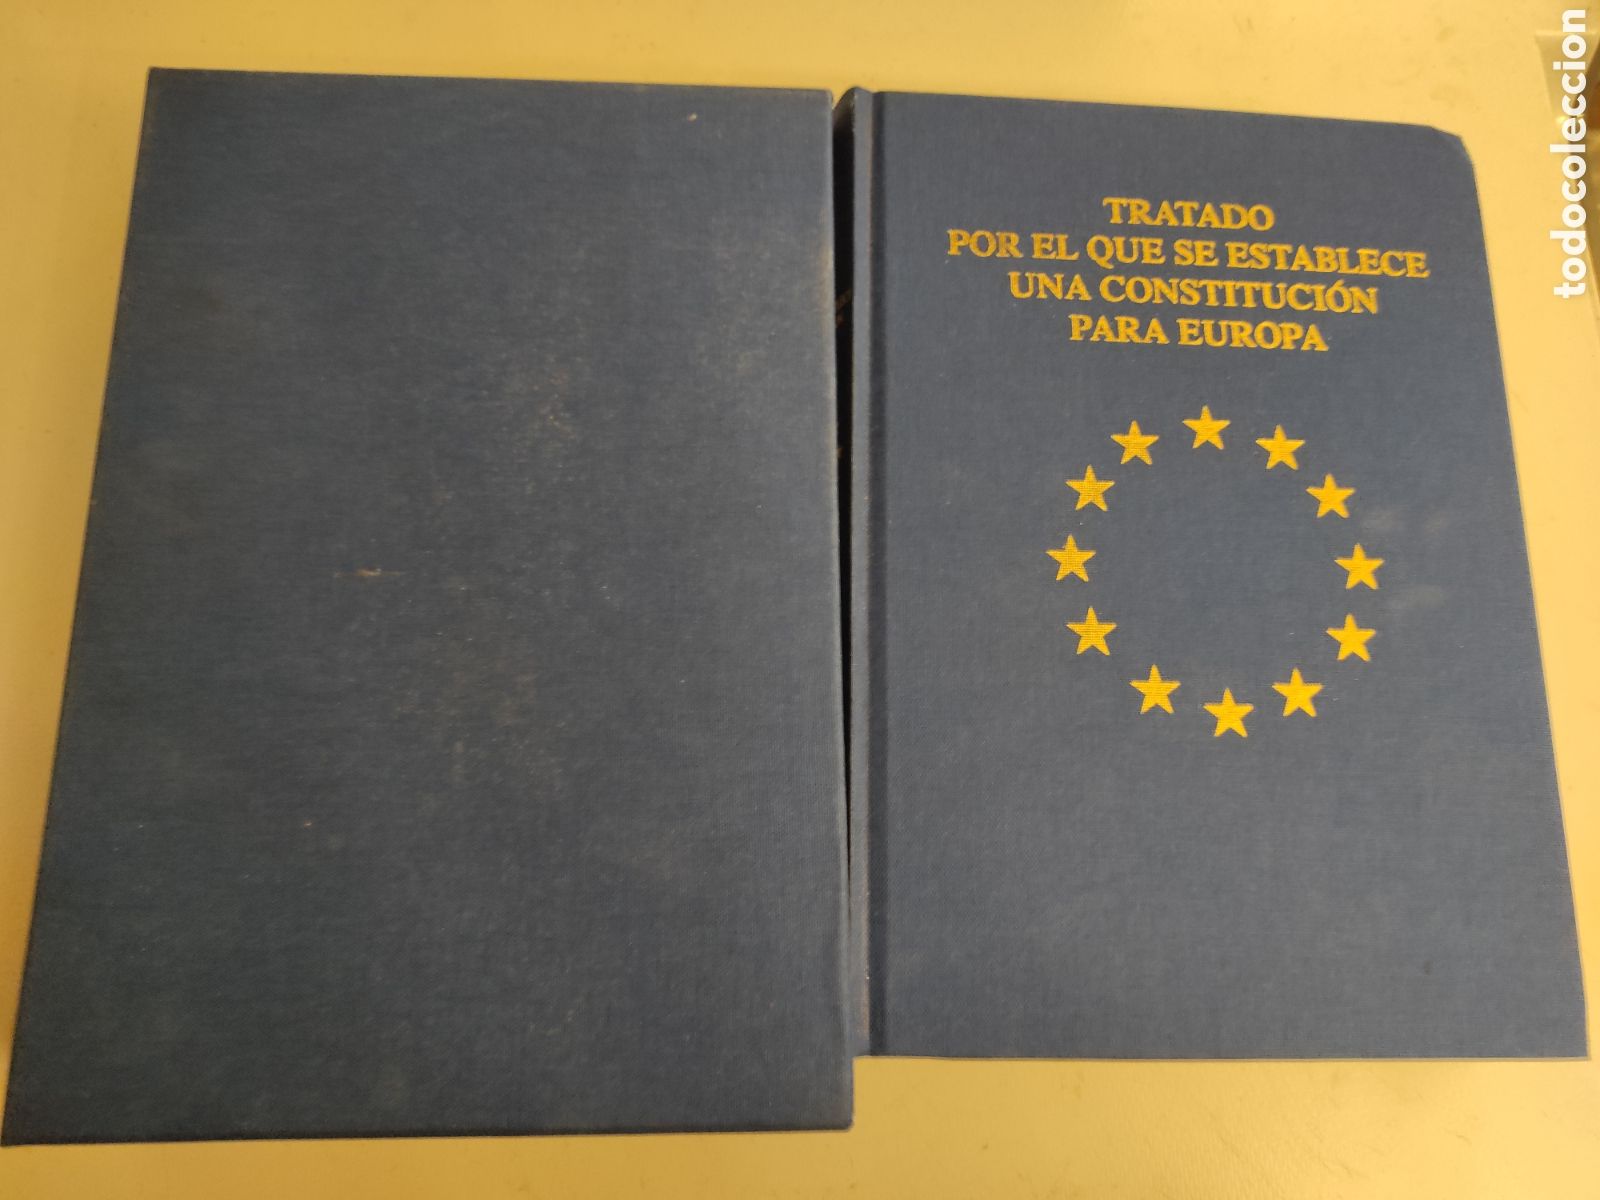 TRATADO
POR EL QUE SE ESTABLECE
UNA CONSTITUCIÓN
PARA EUROPA
todocoleccion